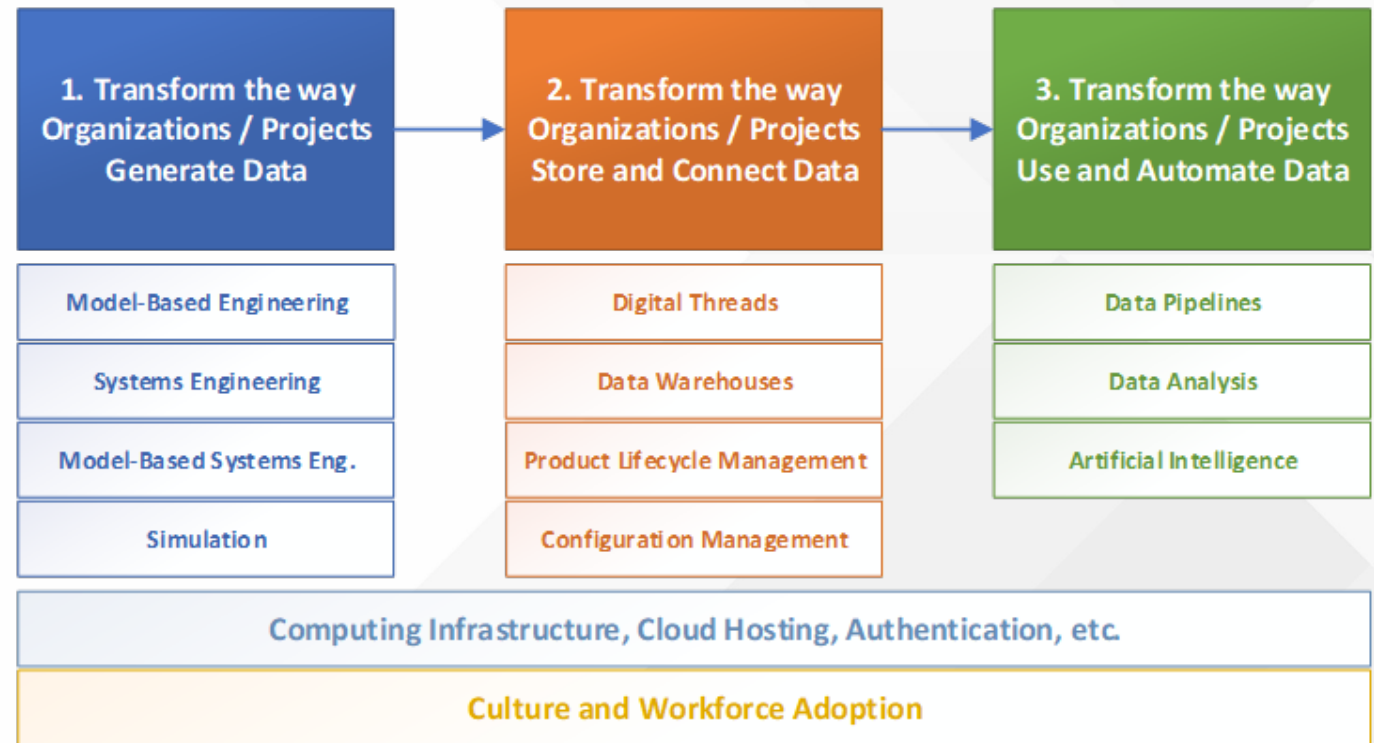 1. Transform the way
Organizations / Projects
Generate Data
2. Transform the way
Organizations / Projects
Store and Connect Data
3. Transform the way
Organizations / Projects
Use and Automate Data
Model-Based Engineering
Systems Engineering
Model-Based Systems Eng.
Simulation
Digital Threads
Data Warehouses
Product Lifecycle Management
Configuration Management
Data Pipelines
Data Analysis
Artificial Intelligence
Computing Infrastructure, Cloud Hosting, Authentication, etc.
Culture and Workforce Adoption